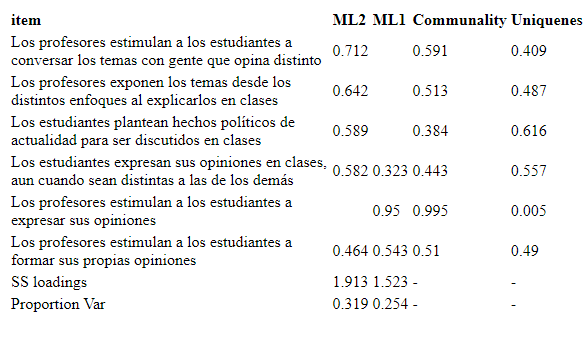 item ML2 ML1 Communality Uniquenes
Los profesores estimulan a los estudiantes a
conversar los temas con gente que opina distinto 0.712 0.591 0.409
Los profesores exponen los temas desde los
distintos enfoques al explicarlos en clases 0.642 0.513 0.487
Los estudiantes plantean hechos políticos de
actualidad para ser discutidos en clases 0.589 0.384 0.616
Los estudiantes expresan sus opiniones en clases,
aun cuando sean distintas a las de los demás 0.582 0.323 0.443 0.557
Los profesores estimulan a los estudiantes a
expresar sus opiniones 0.95 0.995 0.005
Los profesores estimulan a los estudiantes a
formar sus propias opiniones 0.464 0.543 0.51 0.49
SS loadings 1.913 1.523 - -
Proportion Var 0.319 0.254 - -